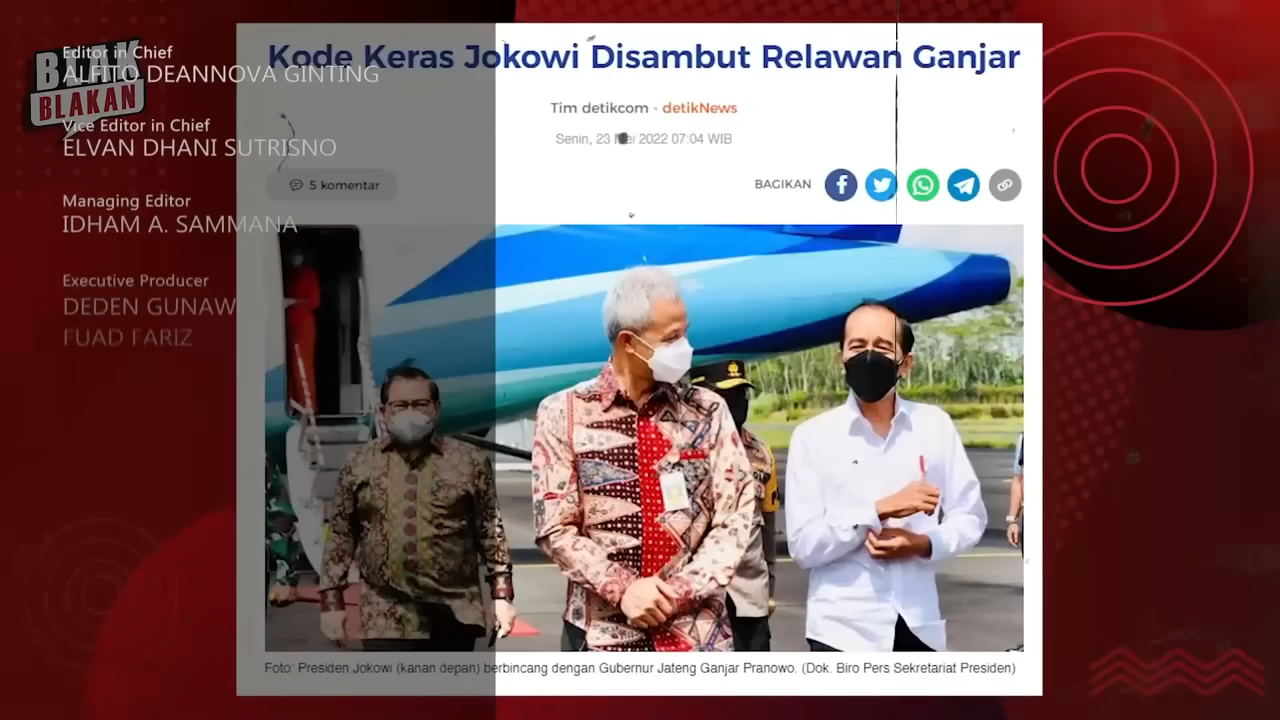 BLAK
BLAKAN
Editor in Chief
ALFITO DEANNOVA GINTING
Vice Editor in Chief
ELVAN DHANI SUTRISNO
Managing Editor
IDHAM A. SAMMANA
Executive Producer
DEDEN GUNAW
FUAD FARIZ
Kode Keras Jokowi Disambut Relawan Ganjar
Tim detikcom - detikNews
Senin, 23 Mei 2022 07:04 WIB
5 komentar
BAGIKAN
Foto: Presiden Jokowi (kanan depan) berbincang dengan Gubernur Jateng Ganjar Pranowo. (Dok. Biro Pers Sekretariat Presiden)